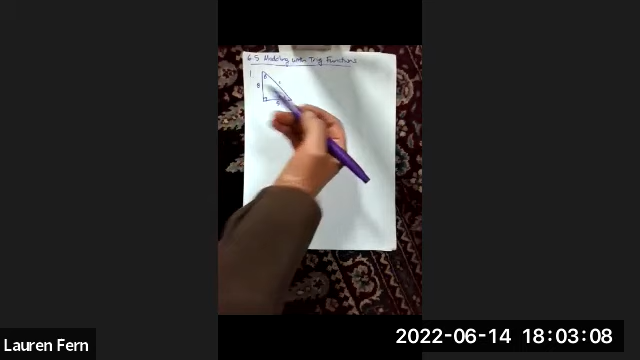 6.5 Modeling with Trig Functions
1.
8
Lauren Fern
2022-06-14 18:03:08